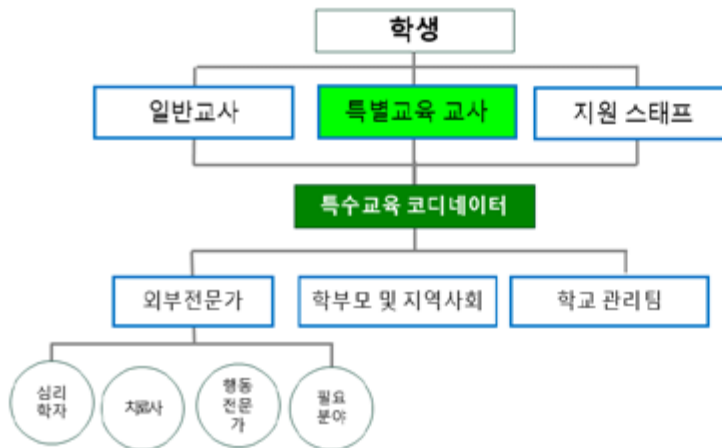 학생
일반교사
특별교육 교사
지원 스태프
특수교육 코디네이터
외부전문가
학부모 및 지역사회
학교 관리팀
심리
학자
치료사
행동
전문
가
필요
분야